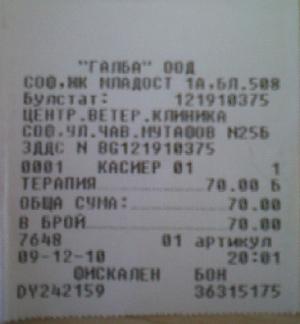 "ГАЛБА" ООД
СОФ,ЖК МЛАДОСТ 1А,БЛ.508
Булстат: 121910375
ЦЕНТР.ВЕТЕР.КЛИНИКА
СОФ.УЛ.ЧАВ.МУТАФОВ N25Б
ЗДДС N BG121910375
0001 КАСИЕР 01 1
ТЕРАПИЯ 70.00 Б
ОБЩА СУМА: 70.00
В БРОЙ 70.00
7648 01 артикул
09-12-10 20:01
ФИСКАЛЕН БОН
DY242159 36315175